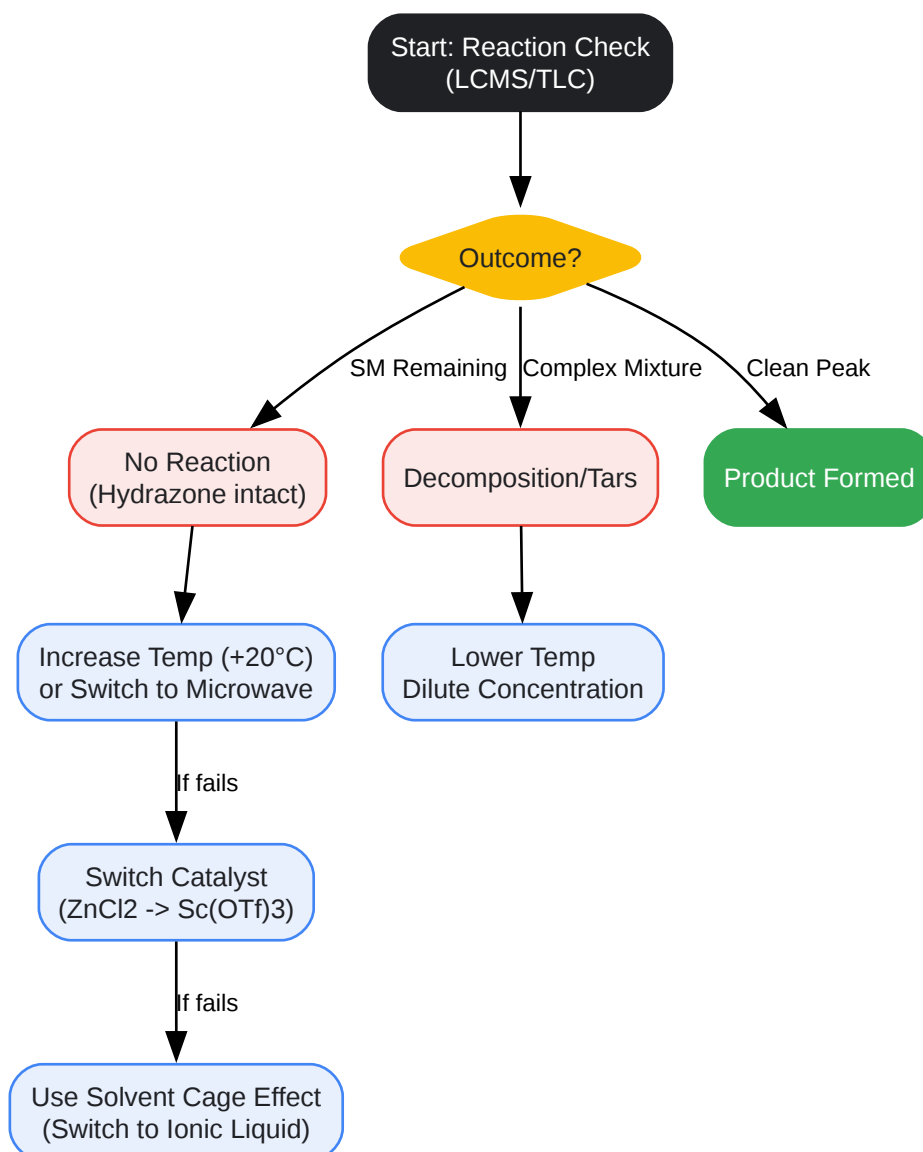 Start: Reaction Check
(LCMS/TLC)
Outcome?
SM Remaining
Complex Mixture
Clean Peak
No Reaction
(Hydrazone intact)
Decomposition/Tars
Product Formed
Increase Temp (+20°C)
or Switch to Microwave
Lower Temp
Dilute Concentration
If fails
Switch Catalyst
(ZnCl2 -> Sc(OTf)3)
If fails
Use Solvent Cage Effect
(Switch to Ionic Liquid)